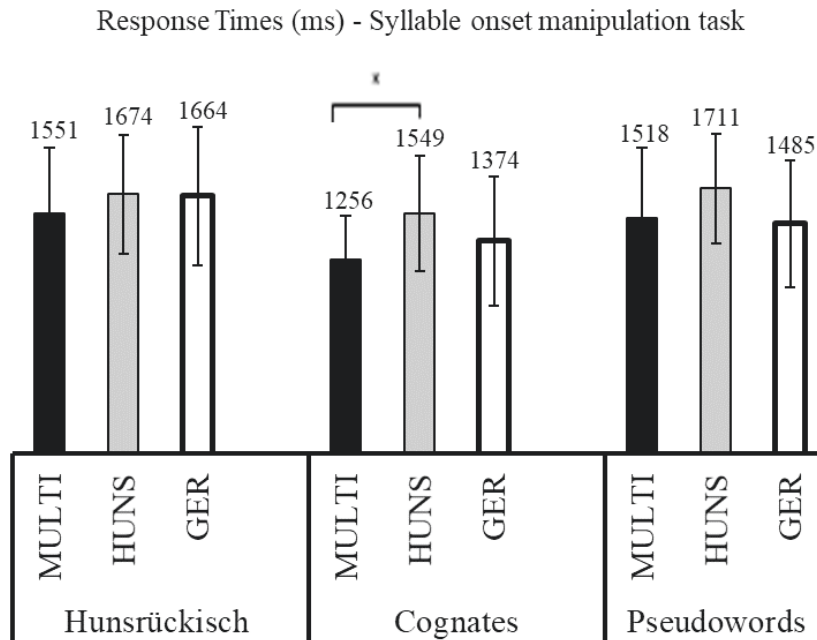 Response Times (ms) - Syllable onset manipulation task
*
1551 1674 1664 1256 1549 1374 1518 1711 1485
MULTI HUNS GER MULTI HUNS GER MULTI HUNS GER
Hunsrückisch Cognates Pseudowords